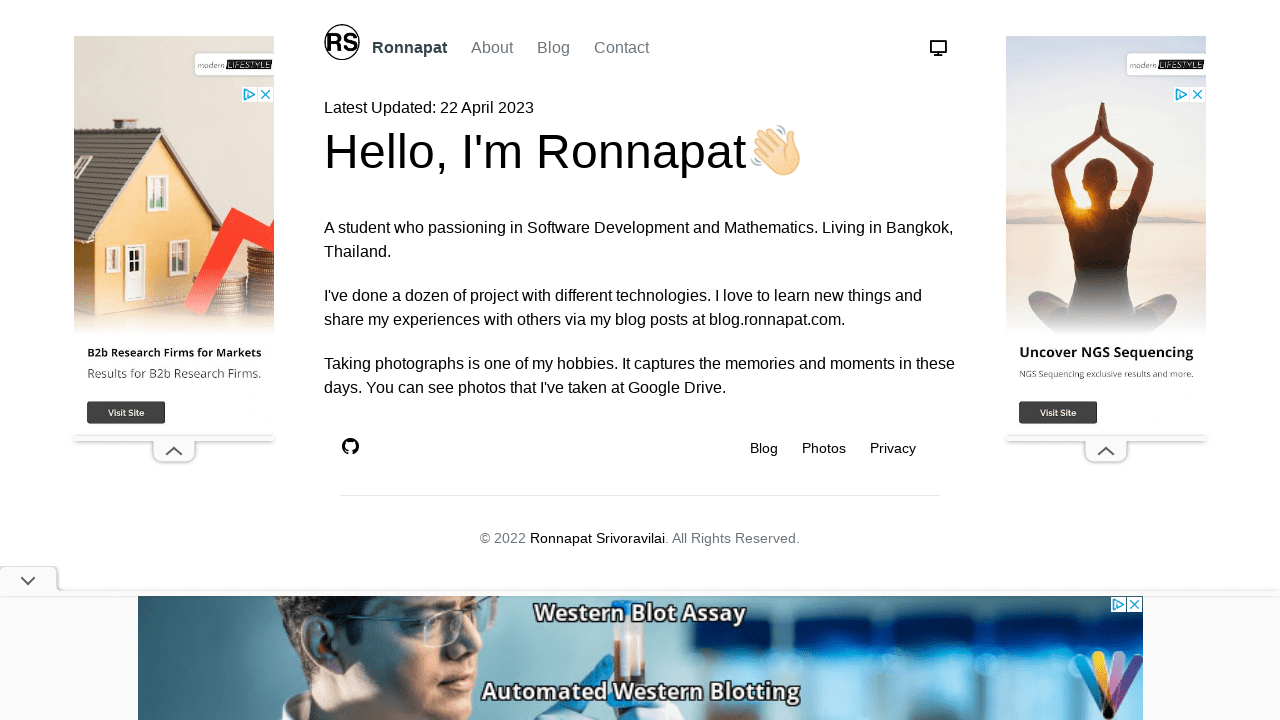 RS
Ronnapat About Blog Contact
Latest Updated: 22 April 2023
Hello, I'm Ronnapat
A student who passioning in Software Development and Mathematics. Living in Bangkok,
Thailand.
I've done a dozen of project with different technologies. I love to learn new things and
share my experiences with others via my blog posts at blog.ronnapat.com.
Taking photographs is one of my hobbies. It captures the memories and moments in these
days. You can see photos that I've taken at Google Drive.
Blog Photos Privacy
© 2022 Ronnapat Srivoravilai. All Rights Reserved.
modern LIFESTYLE
B2b Research Firms for Markets
Results for B2b Research Firms.
Visit Site
modern LIFESTYLE
Uncover NGS Sequencing
NGS Sequencing exclusive results and more.
Visit Site
Western Blot Assay
Automated Western Blotting